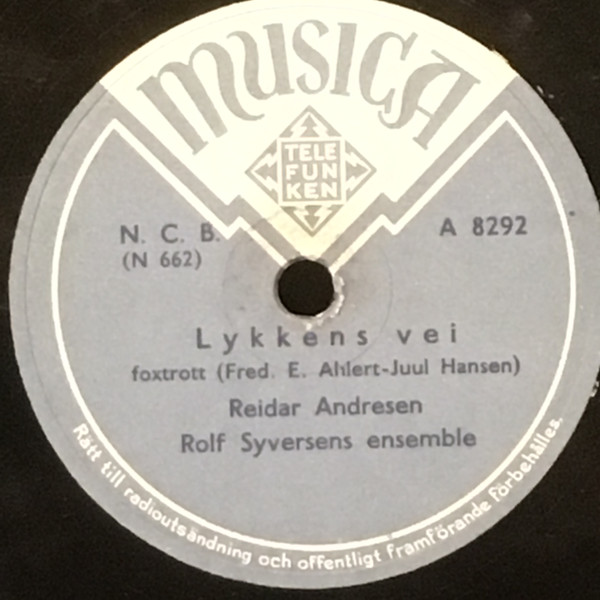 MUSICA
TELE
FUN
KEN
N. C. B.
A 8292
(N 662)
Lykkens vei
foxtrott (Fred. E. Ahlert-Juul Hansen)
Reidar Andresen
Rolf Syversens ensemble
Rätt till radioutsändning och offentligt framförande förbehålles.